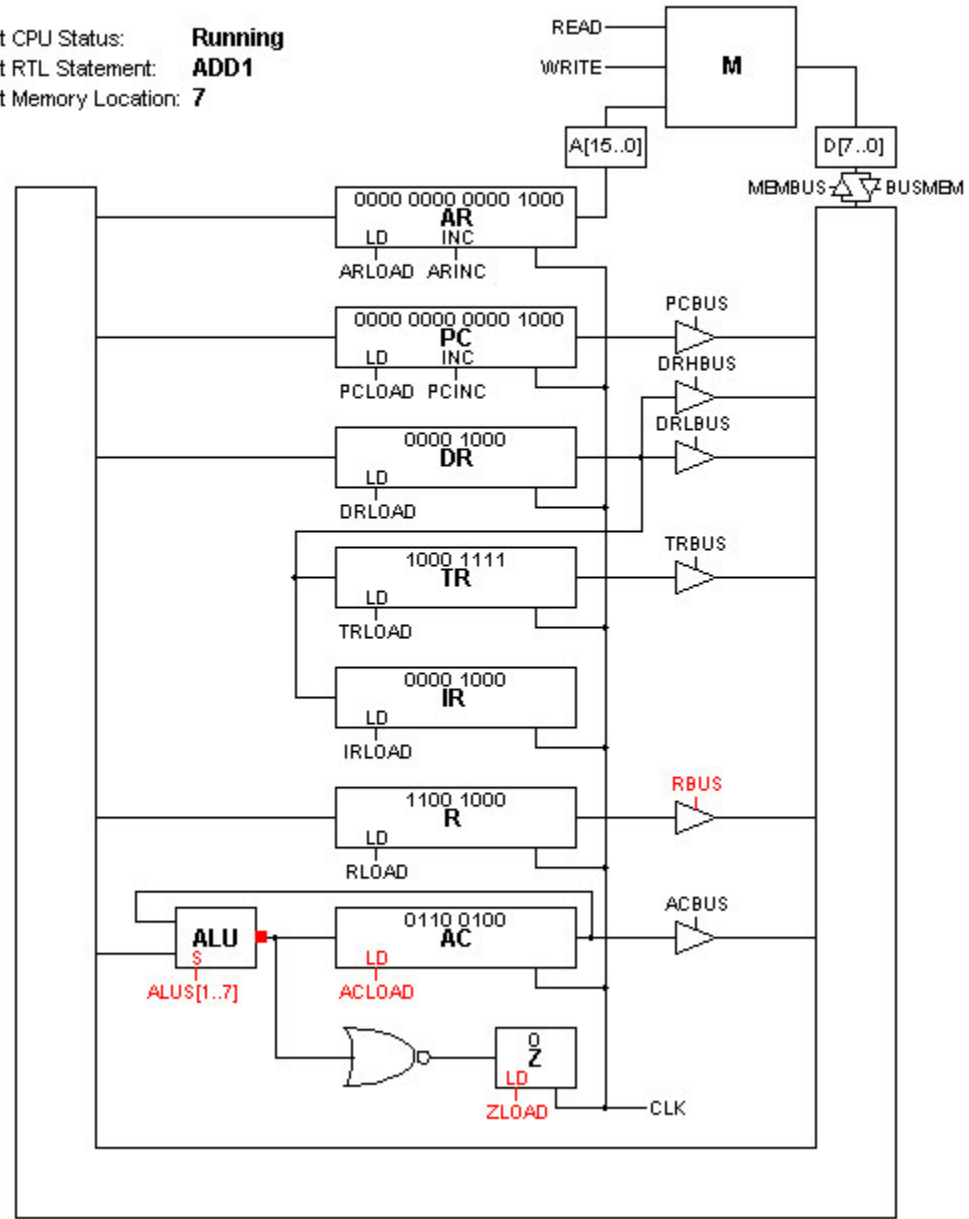 t CPU Status: Running
t RTL Statement: ADD1
t Memory Location: 7
READ
WRITE
M
A[15..0]
D[7..0]
MEMBUS
BUSMEM
0000 0000 0000 1000
AR
LD INC
ARLOAD ARINC
0000 0000 0000 1000
PC
LD INC
PCLOAD PCINC
PCBUS
DRHBUS
DRLBUS
0000 1000
DR
LD
DRLOAD
1000 1111
TR
LD
TRLOAD
TRBUS
0000 1000
IR
LD
IRLOAD
1100 1000
R
LD
RLOAD
RBUS
ALU
S
ALUS[1..7]
0110 0100
AC
LD
ACLOAD
ACBUS
0
Z
LD
ZLOAD
CLK